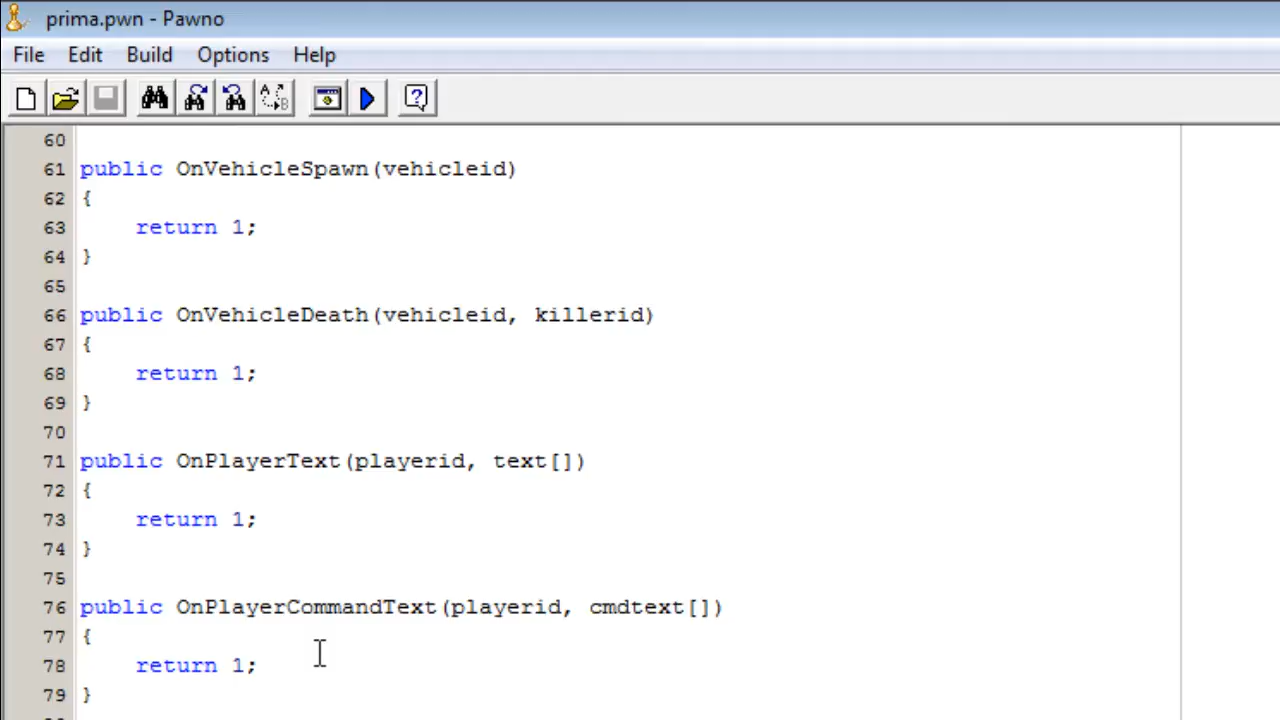 prima.pwn - Pawno
File Edit Build Options Help
60
61 public OnVehicleSpawn(vehicleid)
62 {
63 return 1;
64 }
65
66 public OnVehicleDeath(vehicleid, killerid)
67 {
68 return 1;
69 }
70
71 public OnPlayerText(playerid, text[])
72 {
73 return 1;
74 }
75
76 public OnPlayerCommandText(playerid, cmdtext[])
77 {
78 return 1;
79 }